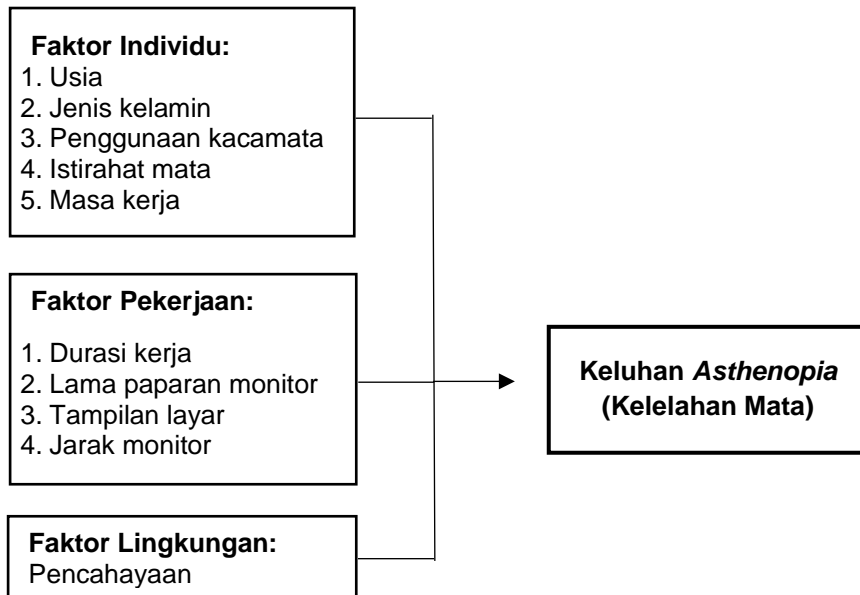 Faktor Individu:
1. Usia
2. Jenis kelamin
3. Penggunaan kacamata
4. Istirahat mata
5. Masa kerja
Faktor Pekerjaan:
1. Durasi kerja
2. Lama paparan monitor
3. Tampilan layar
4. Jarak monitor
Faktor Lingkungan:
Pencahayaan
Keluhan Asthenopia
(Kelelahan Mata)